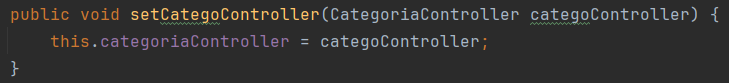 public void setCategoController(CategoriaController categoController) {
    this.categoriaController = categoController;
}